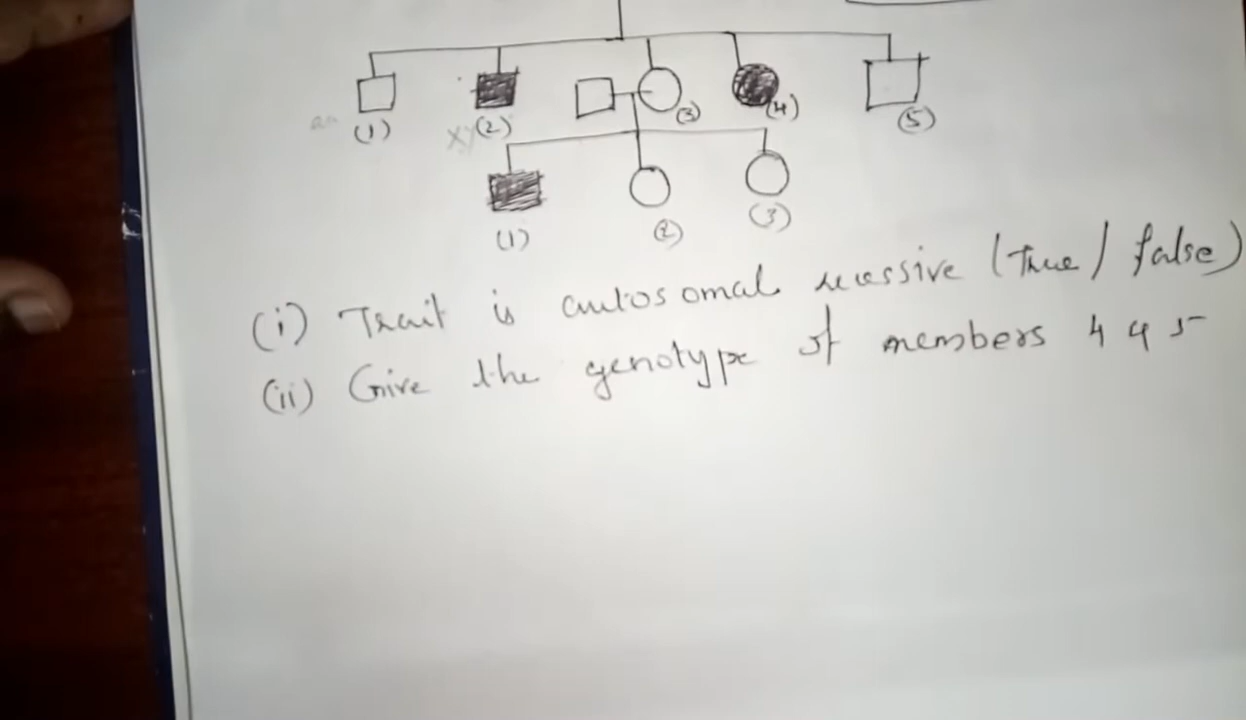 (1) (2) (3) (4) (5)
(1) (2) (3)
(i) Trait is autosomal recessive (True / false)
(ii) Give the genotype of members 4 & 5